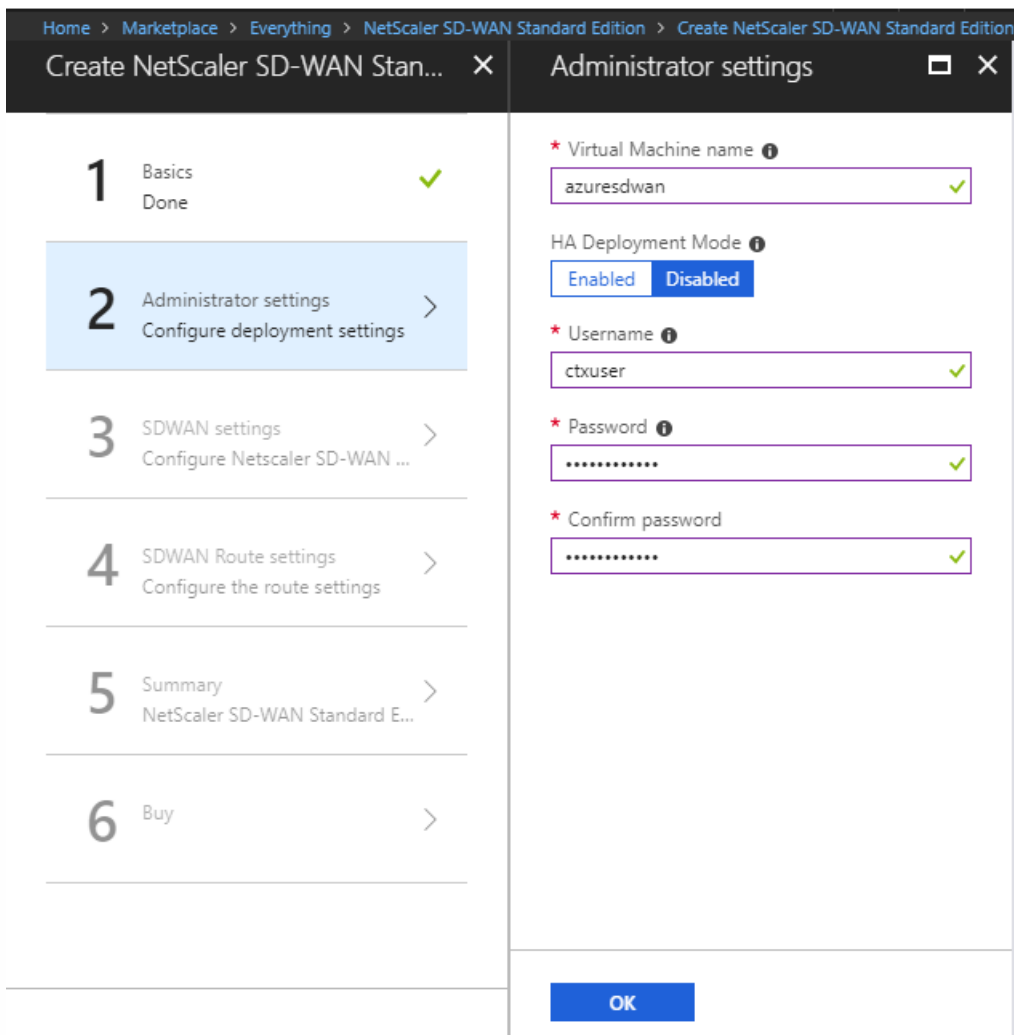 Home > Marketplace > Everything > NetScaler SD-WAN Standard Edition > Create NetScaler SD-WAN Standard Edition
Create NetScaler SD-WAN Stan...
1
Basics
Done
2
Administrator settings
Configure deployment settings
3
SDWAN settings
Configure Netscaler SD-WAN ...
4
SDWAN Route settings
Configure the route settings
5
Summary
NetScaler SD-WAN Standard E...
6
Buy
Administrator settings
* Virtual Machine name
azuresdwan
HA Deployment Mode
Enabled Disabled
* Username
ctxuser
* Password
••••••••••••
* Confirm password
••••••••••••
OK